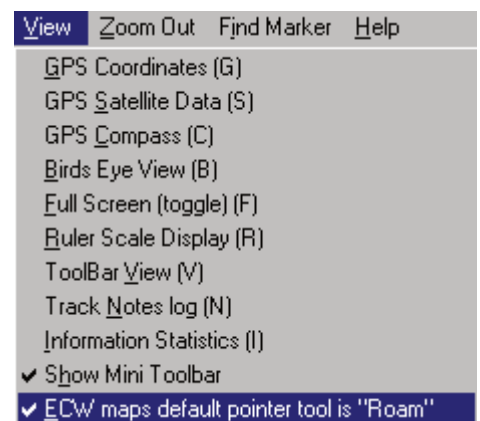 View Zoom Out Find Marker Help
GPS Coordinates (G)
GPS Satellite Data (S)
GPS Compass (C)
Birds Eye View (B)
Full Screen (toggle) (F)
Ruler Scale Display (R)
ToolBar View (V)
Track Notes log (N)
Information Statistics (I)
✓ Show Mini Toolbar
✓ ECW maps default pointer tool is "Roam"